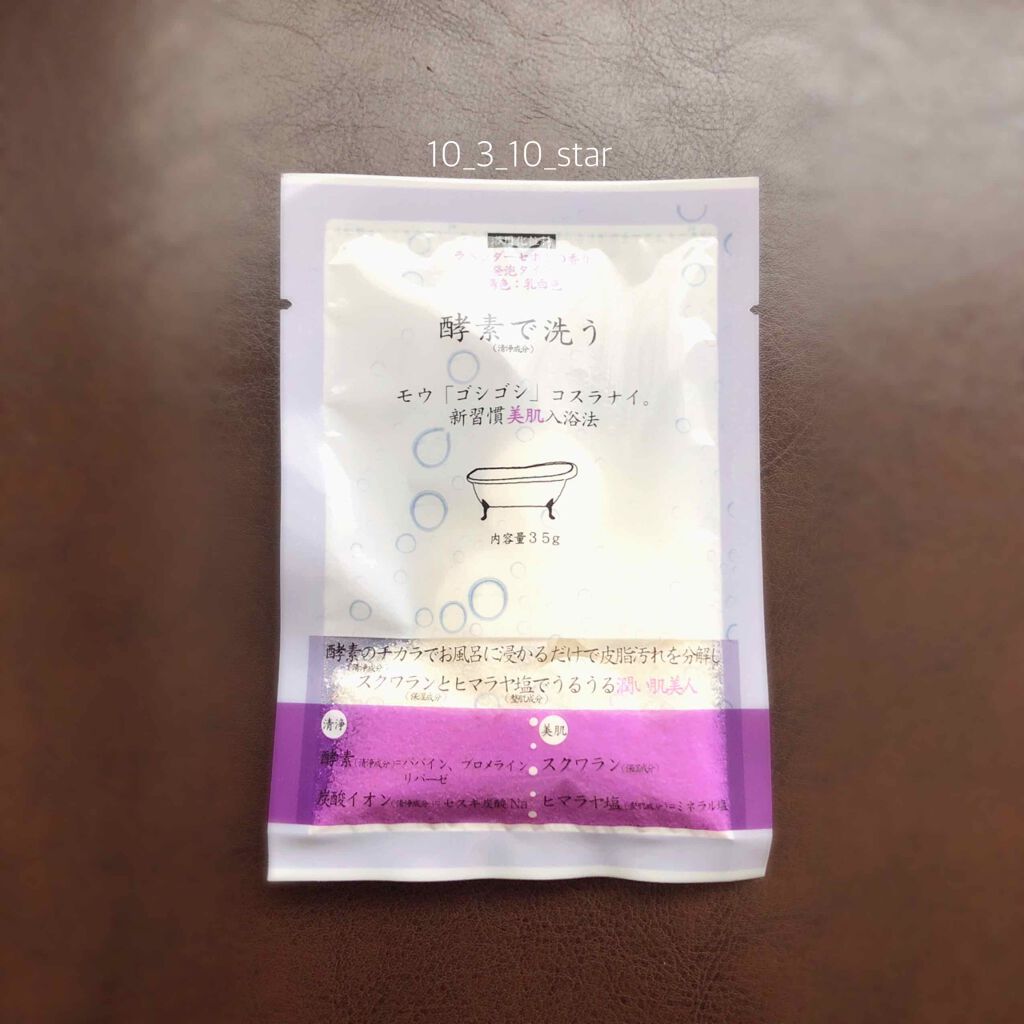 10_3_10_star
浴用化粧料
ラベンダーゼラニウムの香り
発泡タイプ
湯色：乳白色
酵素で洗う
（清浄成分）
モウ「ゴシゴシ」コスラナイ。
新習慣美肌入浴法
内容量35g
酵素のチカラでお風呂に浸かるだけで皮脂汚れを分解し
（清浄成分）
スクワランとヒマラヤ塩でうるうる潤い肌美人
（保湿成分）（整肌成分）
清浄
酵素（清浄成分）＝パパイン、ブロメライン
リパーゼ
炭酸イオン（清浄成分）＝セスキ炭酸Na
美肌
スクワラン（保湿成分）
ヒマラヤ塩（整肌成分）＝ミネラル塩